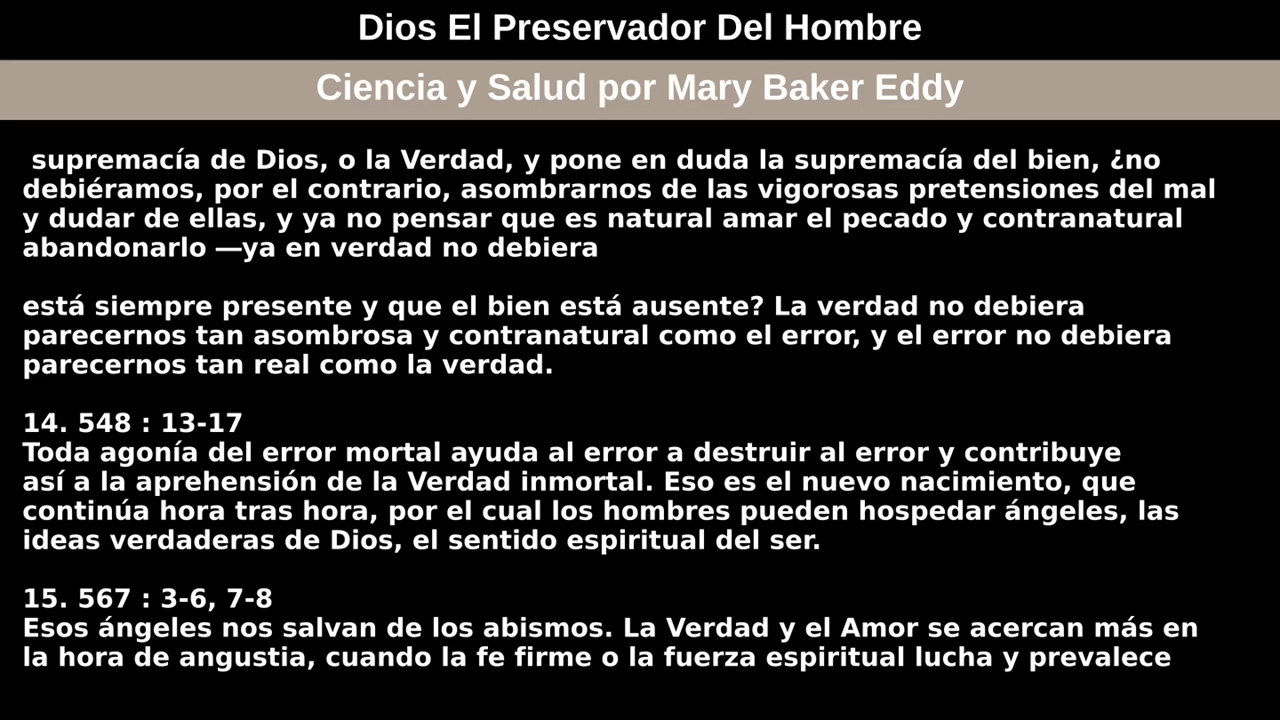 Dios El Preservador Del Hombre
Ciencia y Salud por Mary Baker Eddy
supremacía de Dios, o la Verdad, y pone en duda la supremacía del bien, ¿no
debiéramos, por el contrario, asombrarnos de las vigorosas pretensiones del mal
y dudar de ellas, y ya no pensar que es natural amar el pecado y contranatural
abandonarlo —ya en verdad no debiera
está siempre presente y que el bien está ausente? La verdad no debiera
parecernos tan asombrosa y contranatural como el error, y el error no debiera
parecernos tan real como la verdad.
14. 548 : 13-17
Toda agonía del error mortal ayuda al error a destruir al error y contribuye
así a la aprehensión de la Verdad inmortal. Eso es el nuevo nacimiento, que
continúa hora tras hora, por el cual los hombres pueden hospedar ángeles, las
ideas verdaderas de Dios, el sentido espiritual del ser.
15. 567 : 3-6, 7-8
Esos ángeles nos salvan de los abismos. La Verdad y el Amor se acercan más en
la hora de angustia, cuando la fe firme o la fuerza espiritual lucha y prevalece